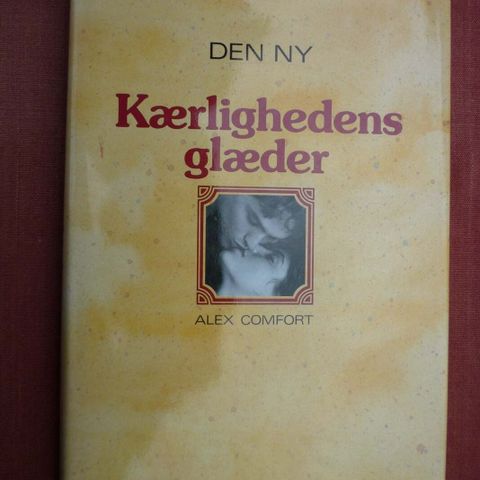 DEN NY
Kærlighedens
glæder
ALEX COMFORT